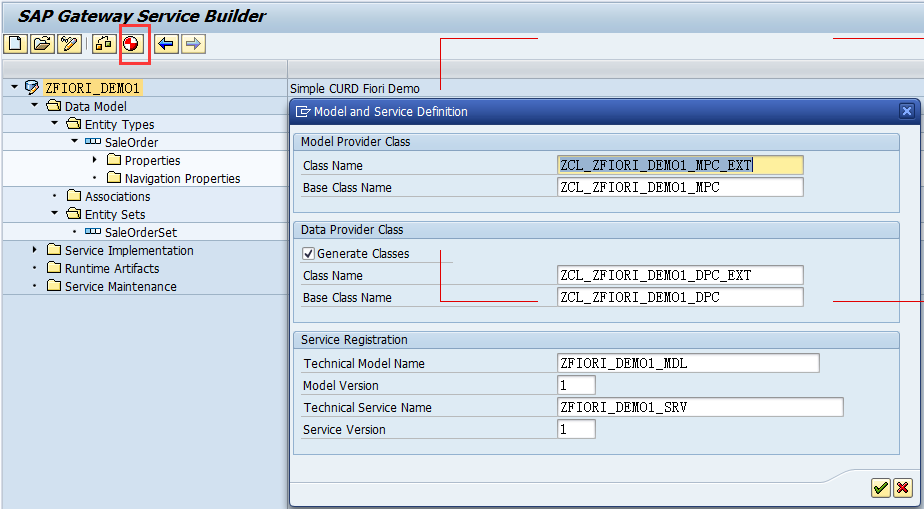 SAP Gateway Service Builder
ZFIORI_DEMO1
Simple CURD Fiori Demo
Data Model
Entity Types
SaleOrder
Properties
Navigation Properties
Associations
Entity Sets
SaleOrderSet
Service Implementation
Runtime Artifacts
Service Maintenance
Model and Service Definition
Model Provider Class
Class Name ZCL_ZFIORI_DEMO1_MPC_EXT
Base Class Name ZCL_ZFIORI_DEMO1_MPC
Data Provider Class
Generate Classes
Class Name ZCL_ZFIORI_DEMO1_DPC_EXT
Base Class Name ZCL_ZFIORI_DEMO1_DPC
Service Registration
Technical Model Name ZFIORI_DEMO1_MDL
Model Version 1
Technical Service Name ZFIORI_DEMO1_SRV
Service Version 1